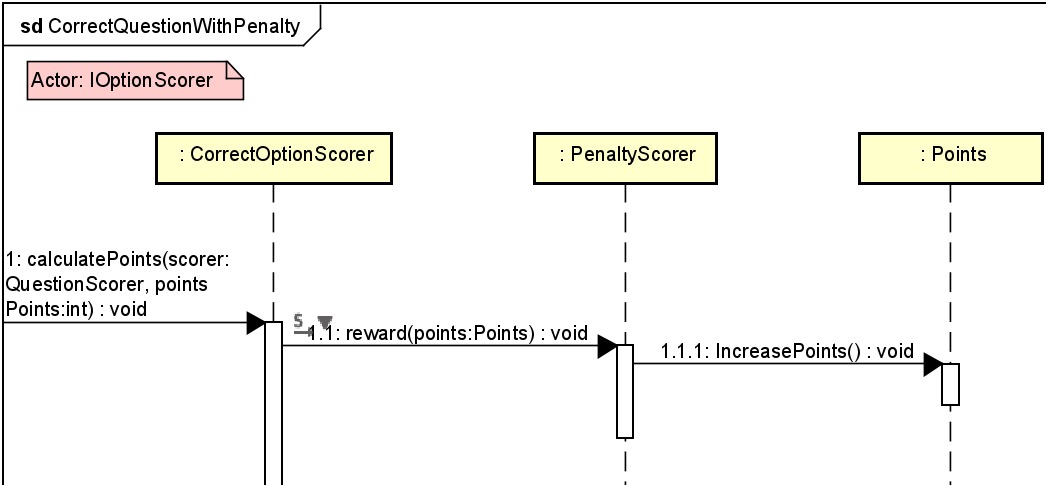 sd CorrectQuestionWithPenalty
Actor: IOptionScorer
: CorrectOptionScorer
: PenaltyScorer
: Points
1: calculatePoints(scorer:
QuestionScorer, points
Points:int) : void
S
1.1: reward(points:Points) : void
1.1.1: IncreasePoints() : void